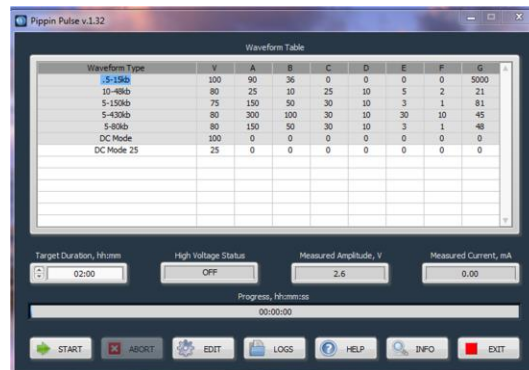 Pippin Pulse v.1.32
Waveform Table
Waveform Type V A B C D E F G
.5-15kb 100 90 36 0 0 0 0 5000
10-48kb 80 25 10 25 10 5 2 21
5-150kb 75 150 50 30 10 3 1 81
5-430kb 80 300 100 30 10 30 10 45
5-80kb 80 150 50 30 10 3 1 48
DC Mode 100 0 0 0 0 0 0 0
DC Mode 25 25 0 0 0 0 0 0 0
Target Duration, hh:mm High Voltage Status Measured Amplitude, V Measured Current, mA
02:00 OFF 2.6 0.00
Progress, hh:mm:ss
00:00:00
START ABORT EDIT LOGS HELP INFO EXIT